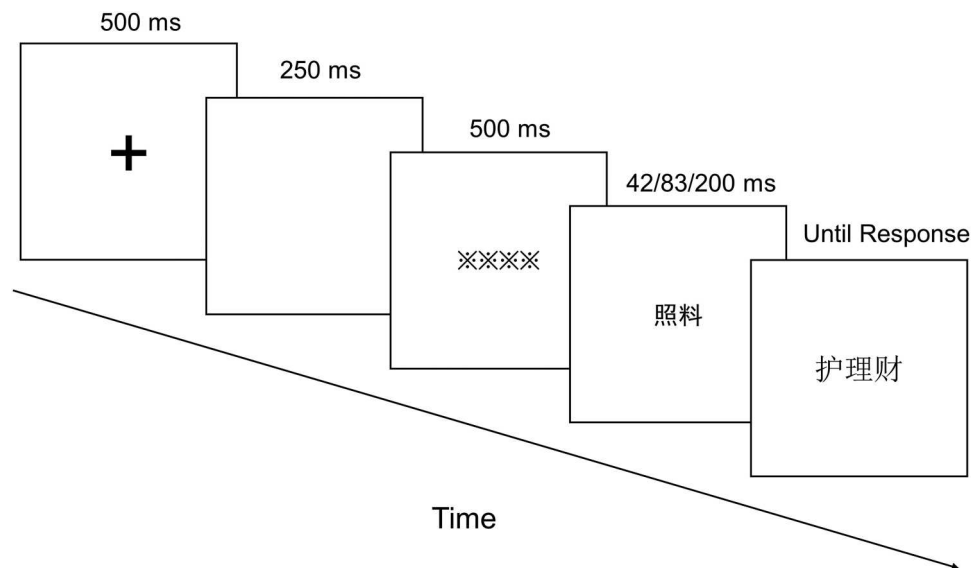 500 ms
+
250 ms
500 ms
※※※※
42/83/200 ms
照料
Until Response
护理财
Time